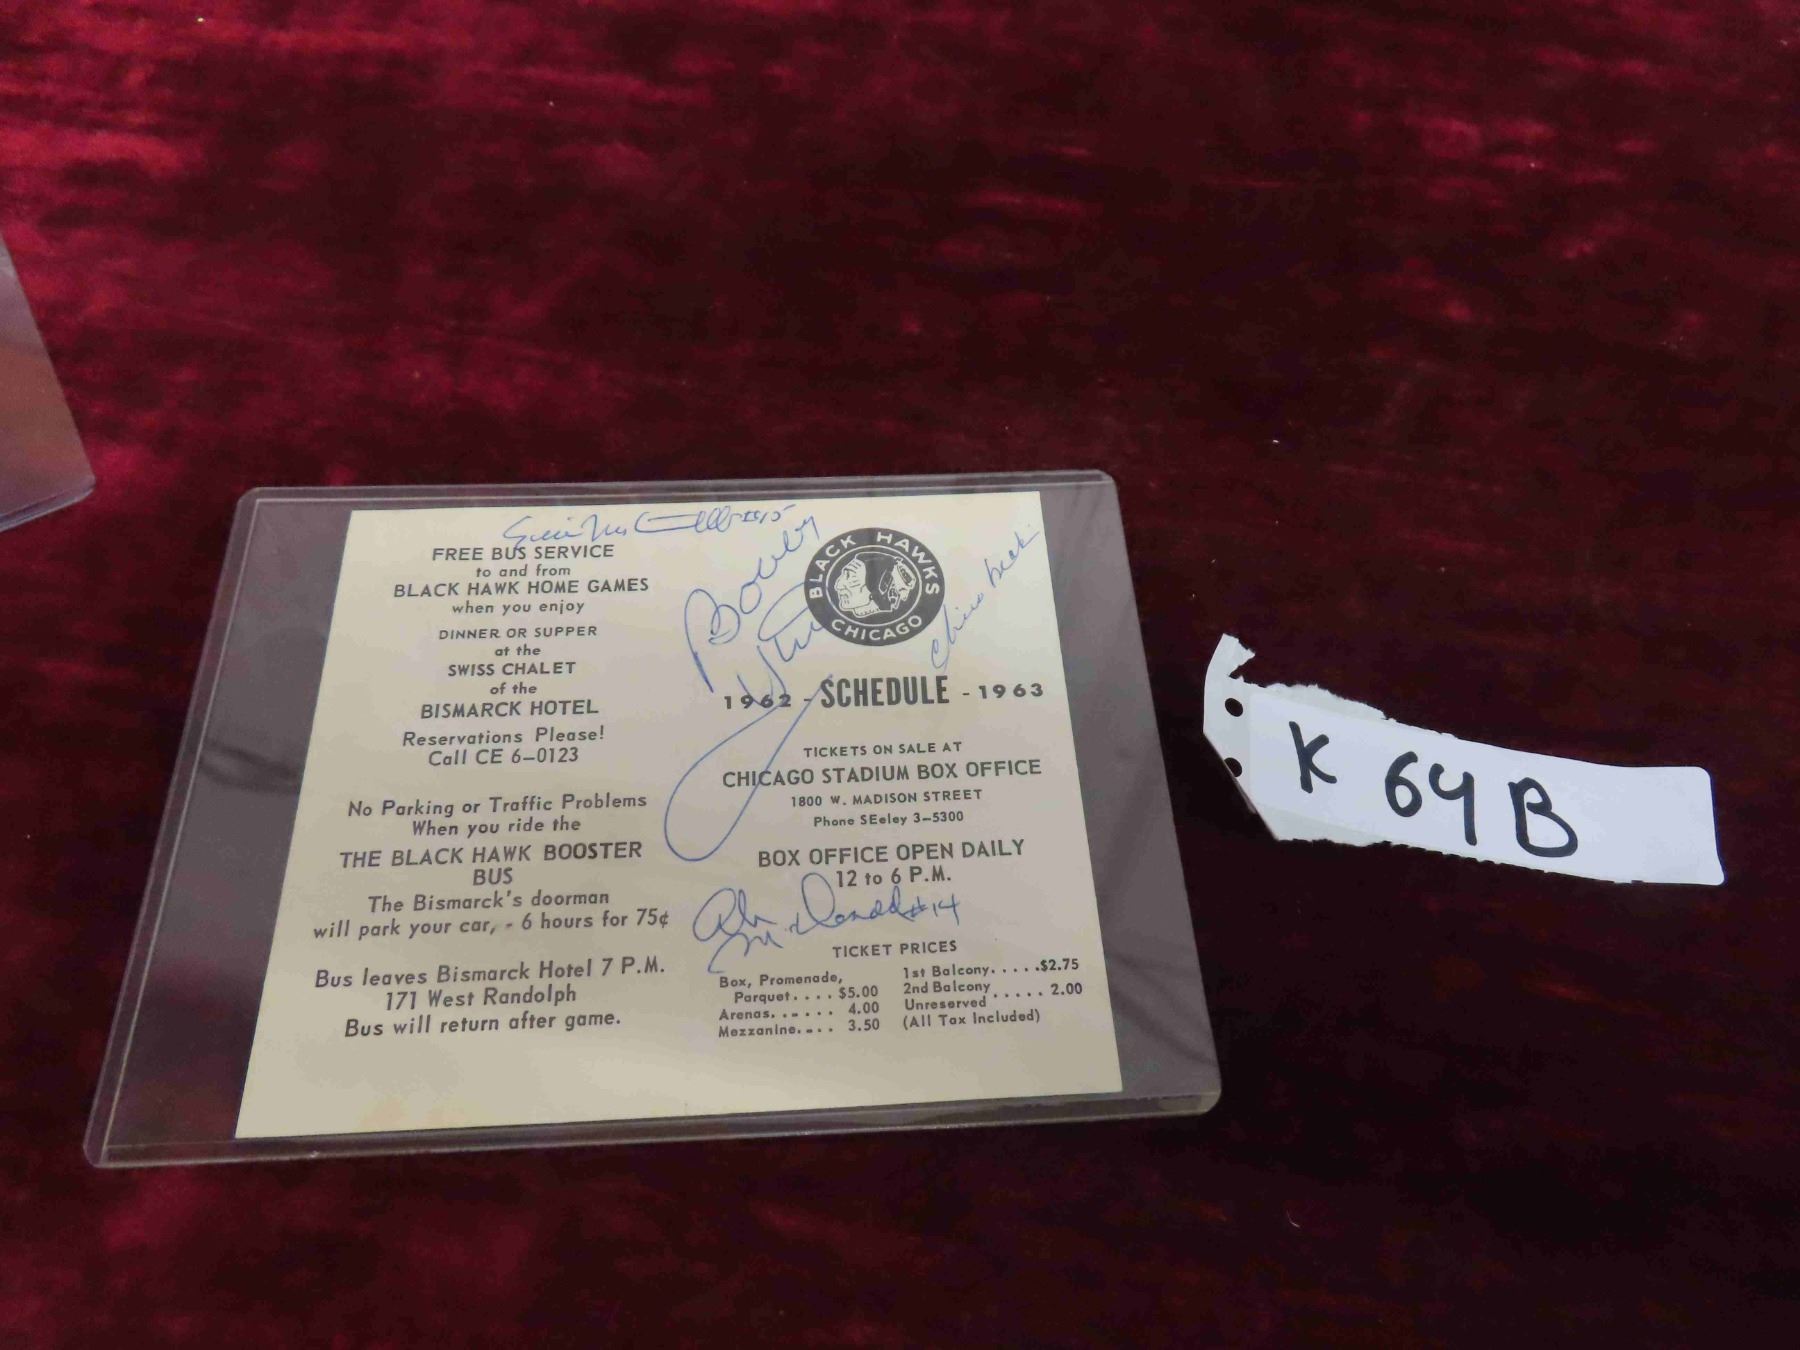 #15
FREE BUS SERVICE
to and from
BLACK HAWK HOME GAMES
when you enjoy
DINNER OR SUPPER
at the
SWISS CHALET
of the
BISMARCK HOTEL
Reservations Please!
Call CE 6-0123
No Parking or Traffic Problems
When you ride the
THE BLACK HAWK BOOSTER
BUS
The Bismarck's doorman
will park your car, - 6 hours for 75¢
Bus leaves Bismarck Hotel 7 P.M.
171 West Randolph
Bus will return after game.
Bobby
BLACK HAWKS
CHICAGO
1962 - SCHEDULE - 1963
TICKETS ON SALE AT
CHICAGO STADIUM BOX OFFICE
1800 W. MADISON STREET
Phone SEeley 3-5300
BOX OFFICE OPEN DAILY
12 to 6 P.M.
Ab McDonald #14
TICKET PRICES
Box, Promenade,
Parquet.... $5.00
Arenas...... 4.00
Mezzanine.... 3.50
1st Balcony.....$2.75
2nd Balcony
Unreserved ..... 2.00
(All Tax Included)
K 64 B